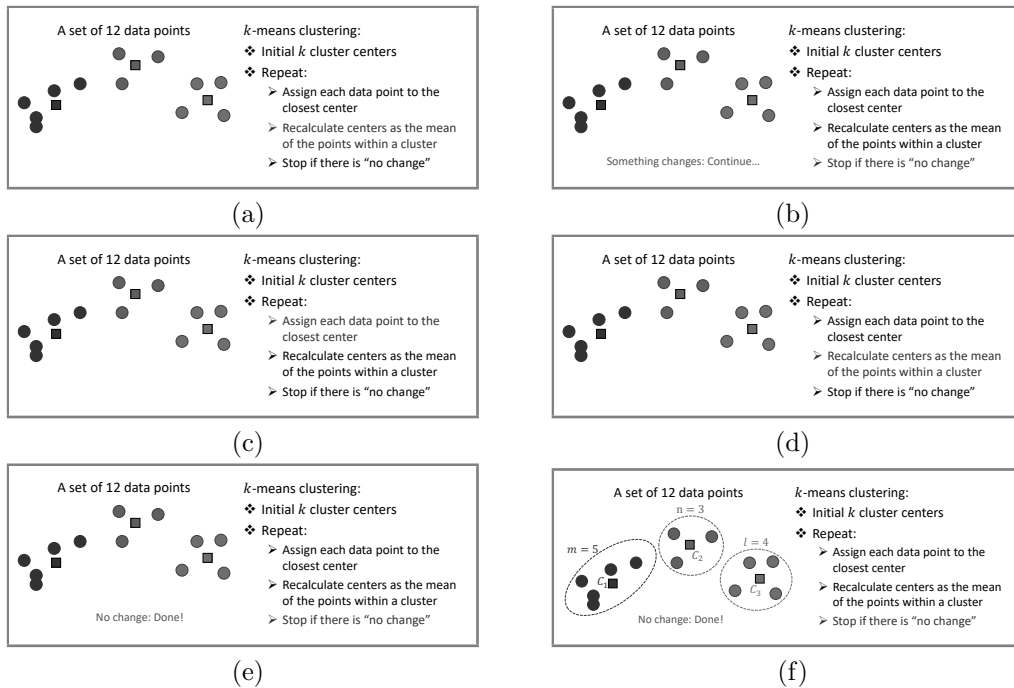 A set of 12 data points
k-means clustering:
❖ Initial k cluster centers
❖ Repeat:
➢ Assign each data point to the
closest center
➢ Recalculate centers as the mean
of the points within a cluster
➢ Stop if there is “no change”
(a)
A set of 12 data points
k-means clustering:
❖ Initial k cluster centers
❖ Repeat:
➢ Assign each data point to the
closest center
➢ Recalculate centers as the mean
of the points within a cluster
➢ Stop if there is “no change”
Something changes: Continue...
(b)
A set of 12 data points
k-means clustering:
❖ Initial k cluster centers
❖ Repeat:
➢ Assign each data point to the
closest center
➢ Recalculate centers as the mean
of the points within a cluster
➢ Stop if there is “no change”
(c)
A set of 12 data points
k-means clustering:
❖ Initial k cluster centers
❖ Repeat:
➢ Assign each data point to the
closest center
➢ Recalculate centers as the mean
of the points within a cluster
➢ Stop if there is “no change”
(d)
A set of 12 data points
k-means clustering:
❖ Initial k cluster centers
❖ Repeat:
➢ Assign each data point to the
closest center
➢ Recalculate centers as the mean
of the points within a cluster
➢ Stop if there is “no change”
No change: Done!
(e)
A set of 12 data points
n = 3
m = 5
l = 4
C₁
C₂
C₃
k-means clustering:
❖ Initial k cluster centers
❖ Repeat:
➢ Assign each data point to the
closest center
➢ Recalculate centers as the mean
of the points within a cluster
➢ Stop if there is “no change”
No change: Done!
(f)